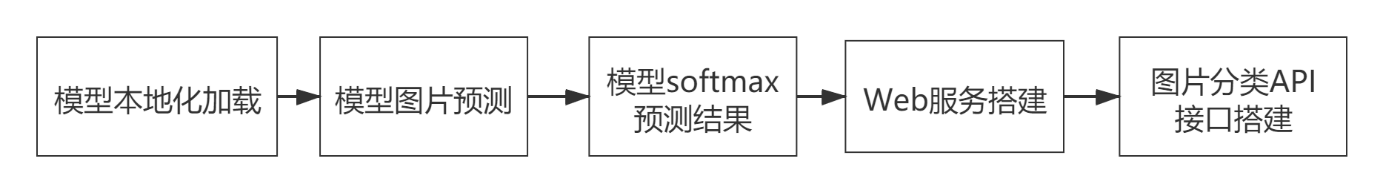 模型本地化加载
模型图片预测
模型softmax
预测结果
Web服务搭建
图片分类API
接口搭建